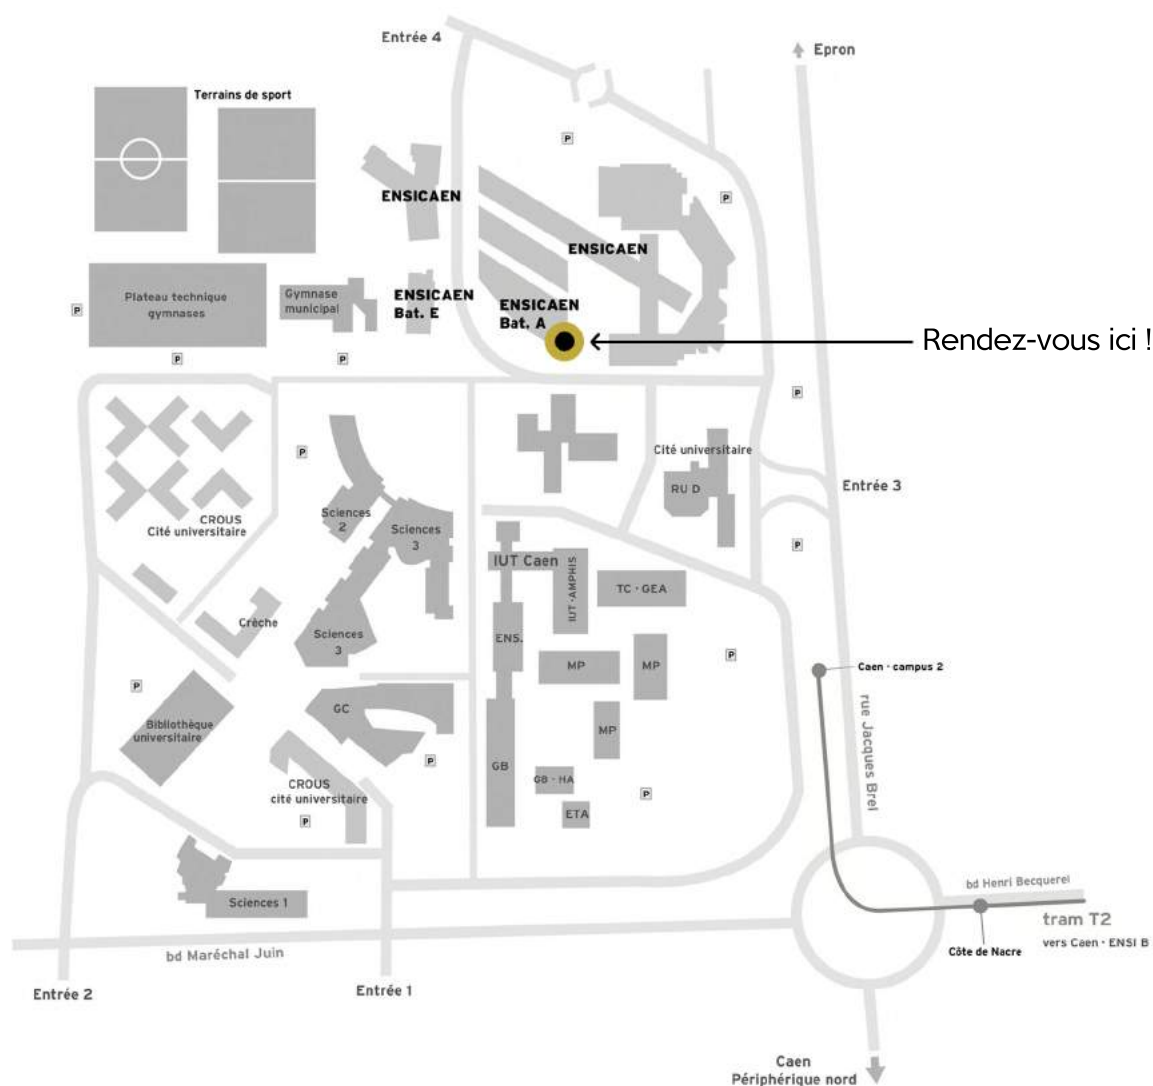 Entrée 4
Epron
Terrains de sport
P
P
ENSICAEN
ENSICAEN
Plateau technique
gymnases
Gymnase
municipal
ENSICAEN
Bat. E
ENSICAEN
Bat. A
P
Rendez-vous ici !
P
P
P
P
Cité universitaire
RU D
Entrée 3
CROUS
Cité universitaire
Sciences
2
Sciences
3
P
IUT Caen
IUT · AMPHIS
TC · GEA
Crèche
Sciences
3
ENS.
MP
MP
P
Caen · campus 2
P
Bibliothèque
universitaire
GC
MP
rue Jacques Brel
P
GB
GB · HA
CROUS
cité universitaire
P
ETA
P
Sciences 1
bd Henri Becquerel
tram T2
vers Caen · ENSI B
Côte de Nacre
bd Maréchal Juin
Entrée 2
Entrée 1
Caen
Périphérique nord